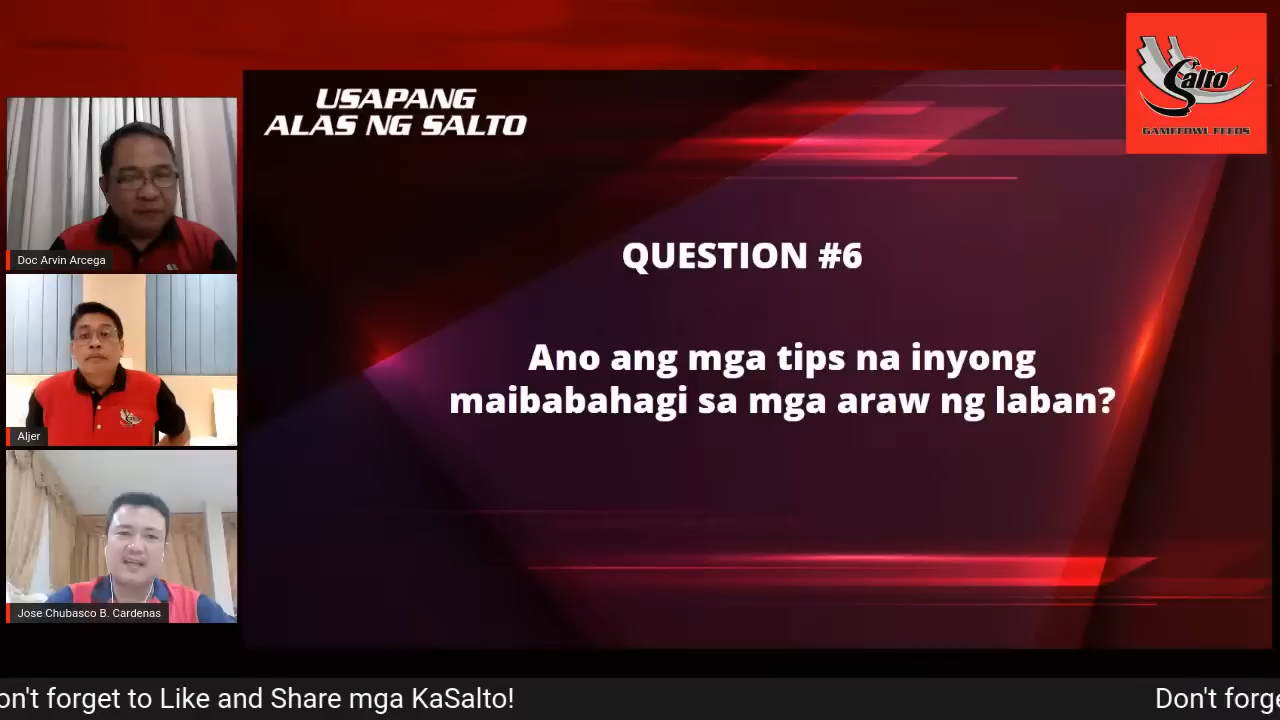 USAPANG
ALAS NG SALTO
Salto
GAMEFOWL FEEDS
Doc Arvin Arcega
Aljer
Jose Chubasco B. Cardenas
QUESTION #6
Ano ang mga tips na inyong
maibabahagi sa mga araw ng laban?
on't forget to Like and Share mga KaSalto! Don't forge